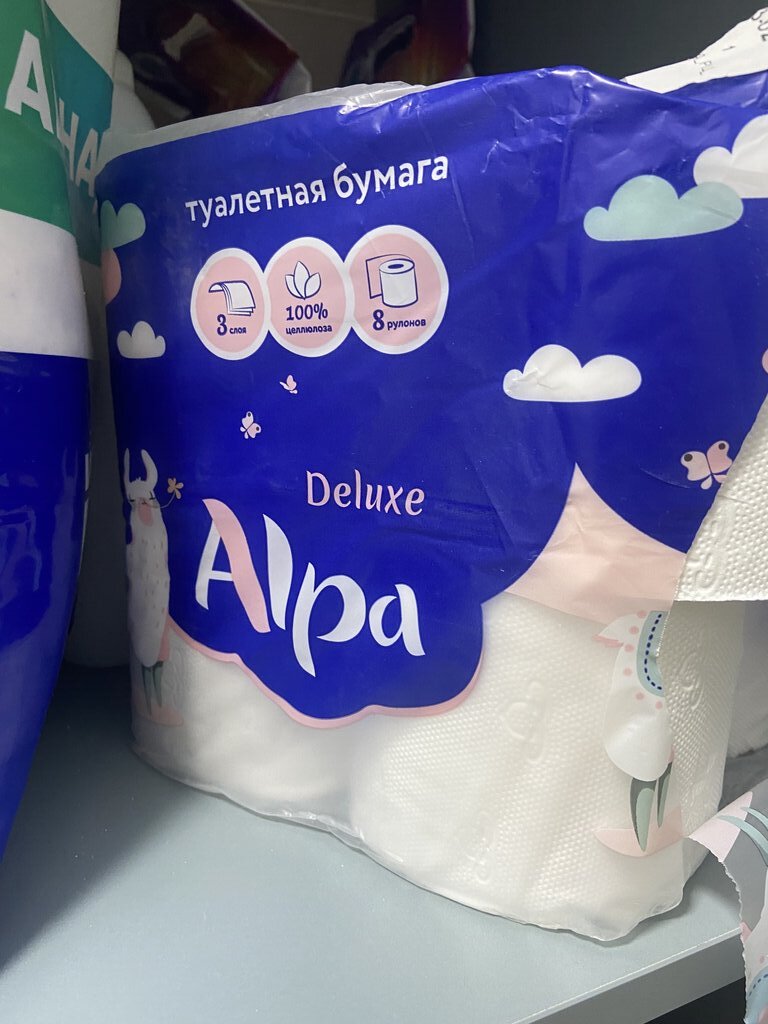 туалетная бумага
3 слоя
100%
целлюлоза
8 рулонов
Deluxe
Alpa